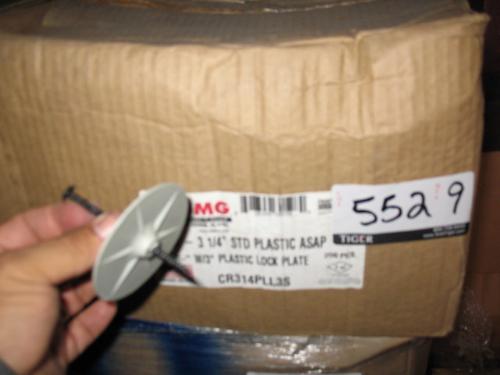 5529
TIGER
MG
3 1/4" STD PLASTIC ASAP
W/3" PLASTIC LOCK PLATE
CR314PLL3S